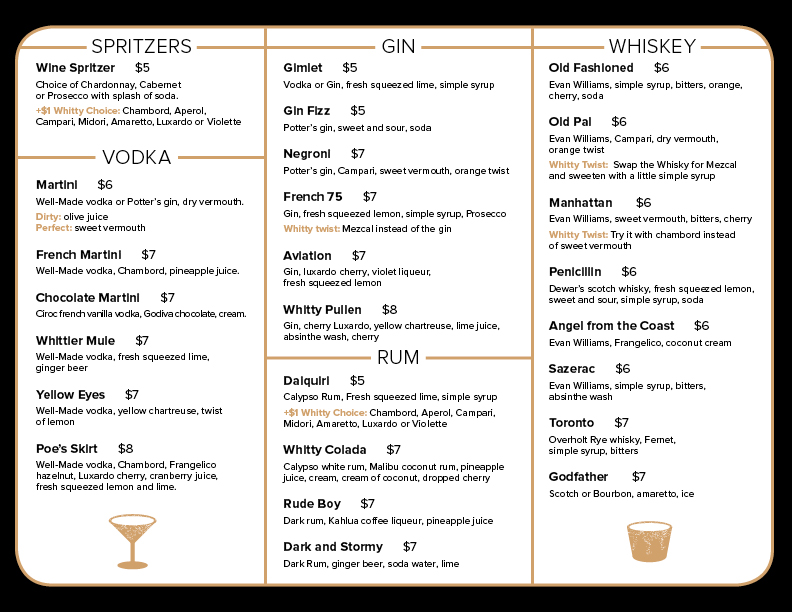 SPRITZERS
Wine Spritzer $5
Choice of Chardonnay, Cabernet
or Prosecco with splash of soda.
+$1 Whitty Choice: Chambord, Aperol,
Campari, Midori, Amaretto, Luxardo or Violette
VODKA
Martini $6
Well-Made vodka or Potter's gin, dry vermouth.
Dirty: olive juice
Perfect: sweet vermouth
French Martini $7
Well-Made vodka, Chambord, pineapple juice.
Chocolate Martini $7
Ciroc french vanilla vodka, Godiva chocolate, cream.
Whittier Mule $7
Well-Made vodka, fresh squeezed lime,
ginger beer
Yellow Eyes $7
Well-Made vodka, yellow chartreuse, twist
of lemon
Poe's Skirt $8
Well-Made vodka, Chambord, Frangelico
hazelnut, Luxardo cherry, cranberry juice,
fresh squeezed lemon and lime.
GIN
Gimlet $5
Vodka or Gin, fresh squeezed lime, simple syrup
Gin Fizz $5
Potter's gin, sweet and sour, soda
Negroni $7
Potter's gin, Campari, sweet vermouth, orange twist
French 75 $7
Gin, fresh squeezed lemon, simple syrup, Prosecco
Whitty twist: Mezcal instead of the gin
Aviation $7
Gin, luxardo cherry, violet liqueur,
fresh squeezed lemon
Whitty Pullen $8
Gin, cherry Luxardo, yellow chartreuse, lime juice,
absinthe wash, cherry
RUM
Daiquiri $5
Calypso Rum, Fresh squeezed lime, simple syrup
+$1 Whitty Choice: Chambord, Aperol, Campari,
Midori, Amaretto, Luxardo or Violette
Whitty Colada $7
Calypso white rum, Malibu coconut rum, pineapple
juice, cream, cream of coconut, dropped cherry
Rude Boy $7
Dark rum, Kahlua coffee liqueur, pineapple juice
Dark and Stormy $7
Dark Rum, ginger beer, soda water, lime
WHISKEY
Old Fashioned $6
Evan Williams, simple syrup, bitters, orange,
cherry, soda
Old Pal $6
Evan Williams, Campari, dry vermouth,
orange twist
Whitty Twist: Swap the Whisky for Mezcal
and sweeten with a little simple syrup
Manhattan $6
Evan Williams, sweet vermouth, bitters, cherry
Whitty Twist: Try it with chambord instead
of sweet vermouth
Penicillin $6
Dewar's scotch whisky, fresh squeezed lemon,
sweet and sour, simple syrup, soda
Angel from the Coast $6
Evan Williams, Frangelico, coconut cream
Sazerac $6
Evan Williams, simple syrup, bitters,
absinthe wash
Toronto $7
Overholt Rye whisky, Fernet,
simple syrup, bitters
Godfather $7
Scotch or Bourbon, amaretto, ice